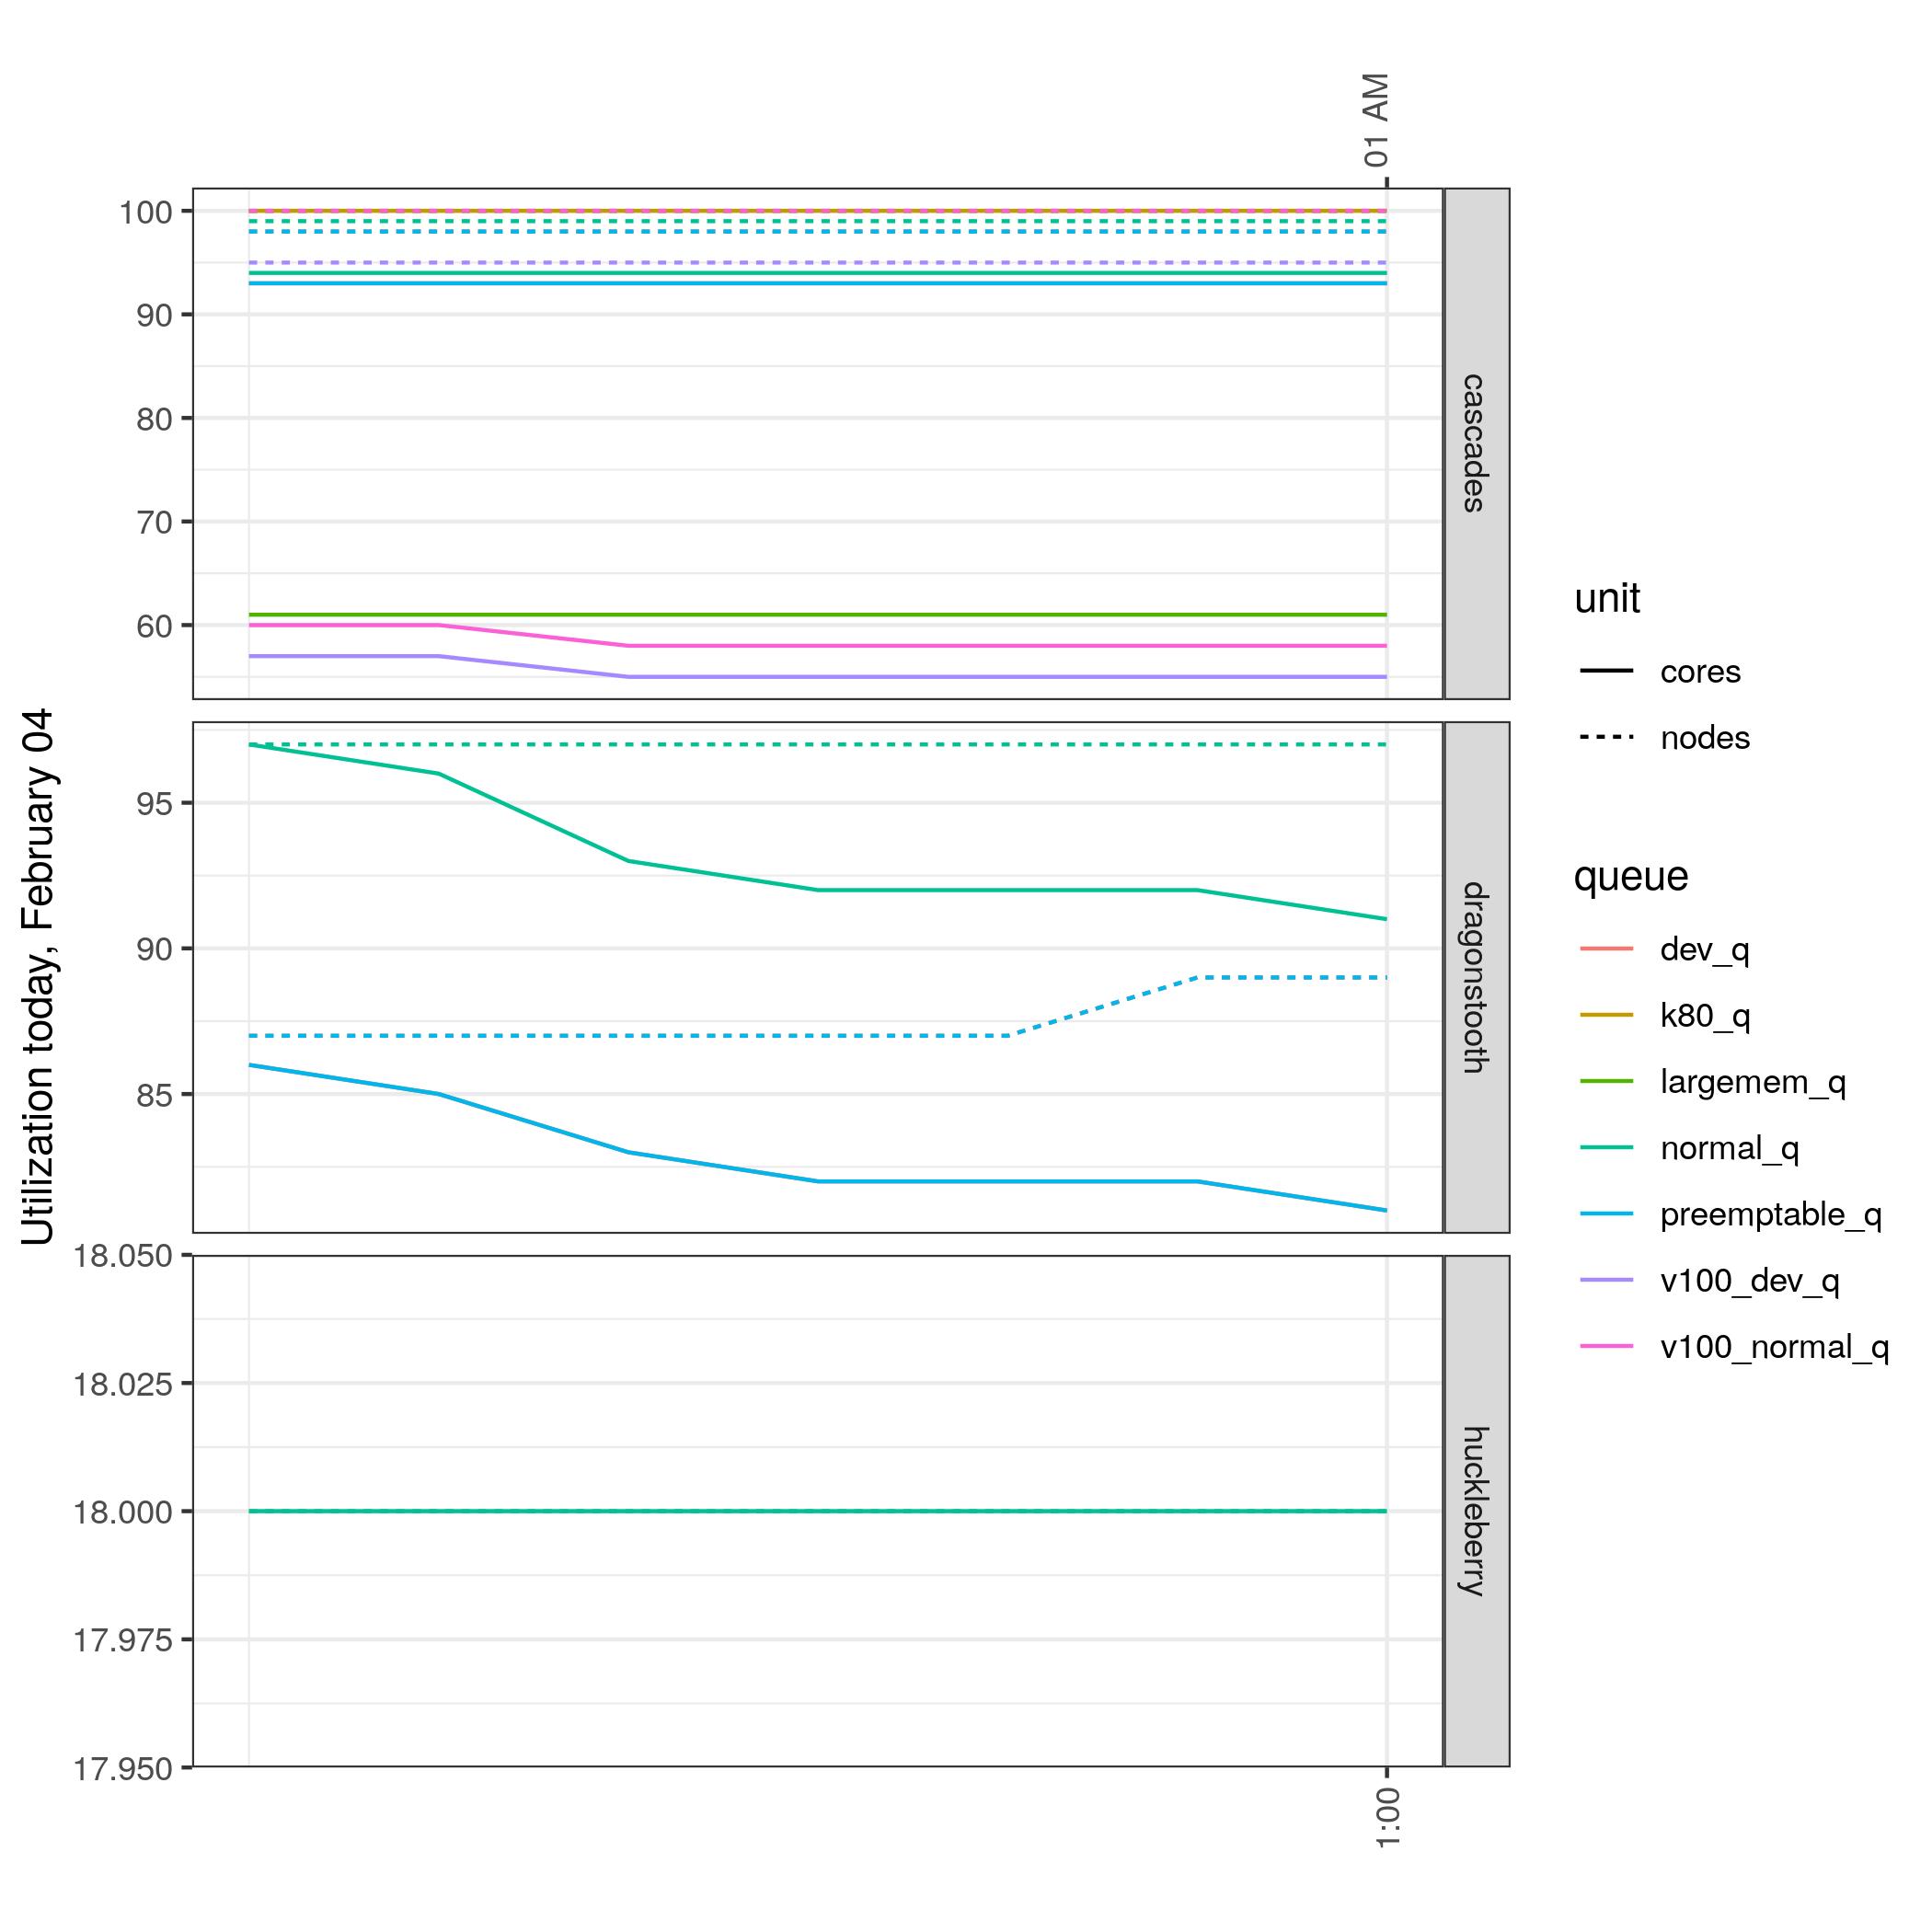 01 AM
Utilization today, February 04
100
90
80
70
60
cascades
95
90
85
dragonstooth
18.050
18.025
18.000
17.975
17.950
huckleberry
1:00
unit
cores
nodes
queue
dev_q
k80_q
largemem_q
normal_q
preemptable_q
v100_dev_q
v100_normal_q